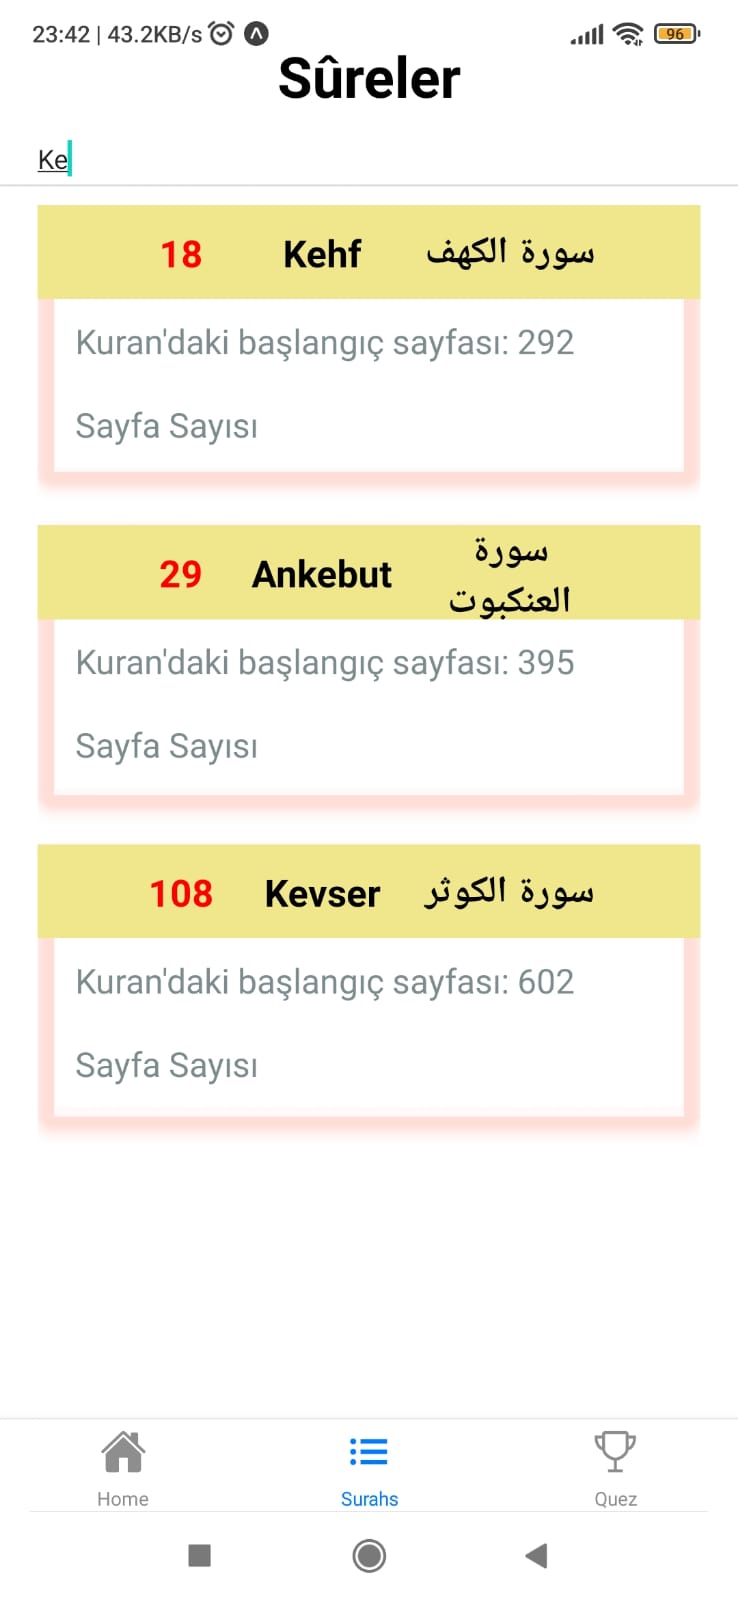 23:42 | 43.2KB/s 96
Sûreler
Ke
18 Kehf سورة الكهف
Kuran'daki başlangıç sayfası: 292
Sayfa Sayısı
29 Ankebut سورة
العنكبوت
Kuran'daki başlangıç sayfası: 395
Sayfa Sayısı
108 Kevser سورة الكوثر
Kuran'daki başlangıç sayfası: 602
Sayfa Sayısı
Home Surahs Quez